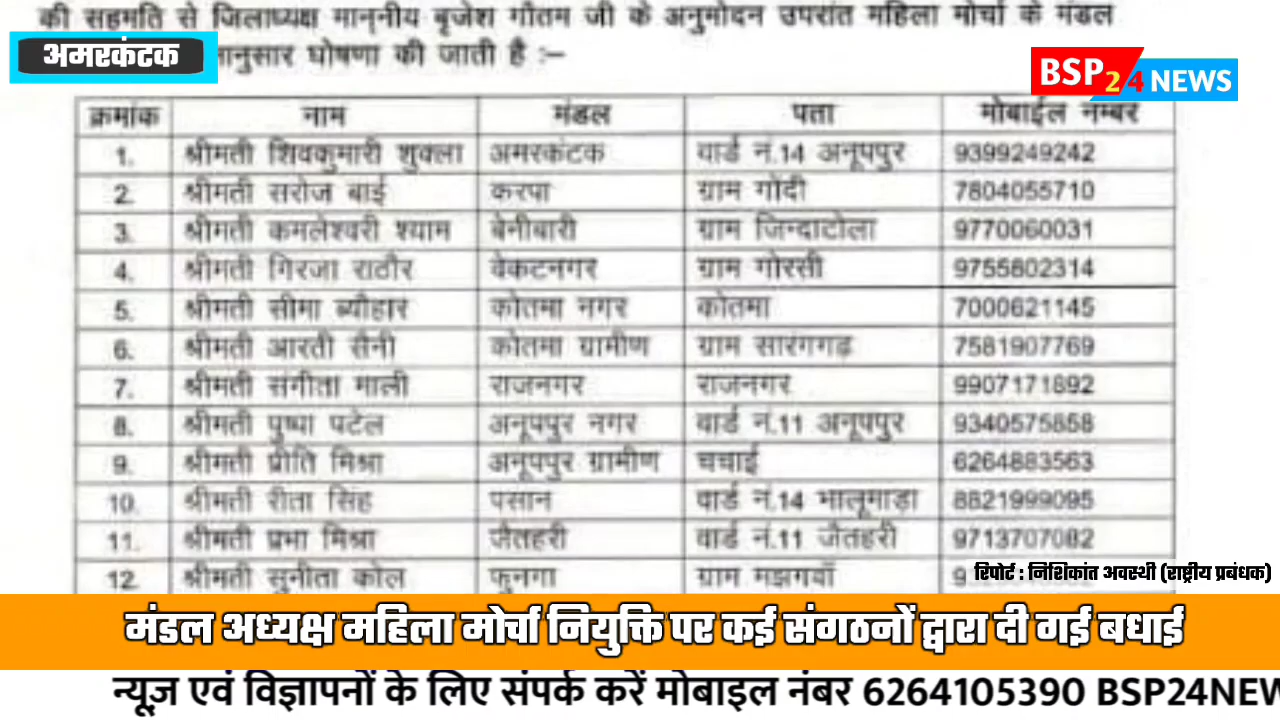 की सहमति से जिलाध्यक्ष माननीय बृजेश गौतम जी के अनुमोदन उपरांत महिला मोर्चा के मंडल
अमरकंटक
घोषणा की जाती है :–
BSP24NEWS
क्रमांक नाम मंडल पता मोबाईल नम्बर
1. श्रीमती शिवकुमारी शुक्ला अमरकंटक वार्ड नं.14 अनूपपुर 9399249242
2. श्रीमती सरोज बाई करपा ग्राम गोंदी 7804055710
3. श्रीमती कमलेश्वरी श्याम बेनीबारी ग्राम जिन्दाटोला 9770060031
4. श्रीमती गिरजा राठौर वेंकटनगर ग्राम गोरसी 9755802314
5. श्रीमती सीमा ब्यौहार कोतमा नगर कोतमा 7000621145
6. श्रीमती आरती सैनी कोतमा ग्रामीण ग्राम सारंगगढ़ 7581907769
7. श्रीमती संगीता माली राजनगर राजनगर 9907171892
8. श्रीमती पुष्पा पटेल अनूपपुर नगर वार्ड नं.11 अनूपपुर 9340575858
9. श्रीमती प्रीति मिश्रा अनूपपुर ग्रामीण चचाई 6264883563
10. श्रीमती रीता सिंह पसान वार्ड नं.14 भालूगाड़ा 8821999095
11. श्रीमती प्रभा मिश्रा जैतहरी वार्ड नं.11 जैतहरी 9713707082
12. श्रीमती सुनीता कोल फुनगा ग्राम मझगवाँ
रिपोर्ट : निशिकांत अवस्थी (राष्ट्रीय प्रबंधक)
मंडल अध्यक्ष महिला मोर्चा नियुक्ति पर कई संगठनों द्वारा दी गई बधाई
न्यूज़ एवं विज्ञापनों के लिए संपर्क करें मोबाइल नंबर 6264105390 BSP24NEW